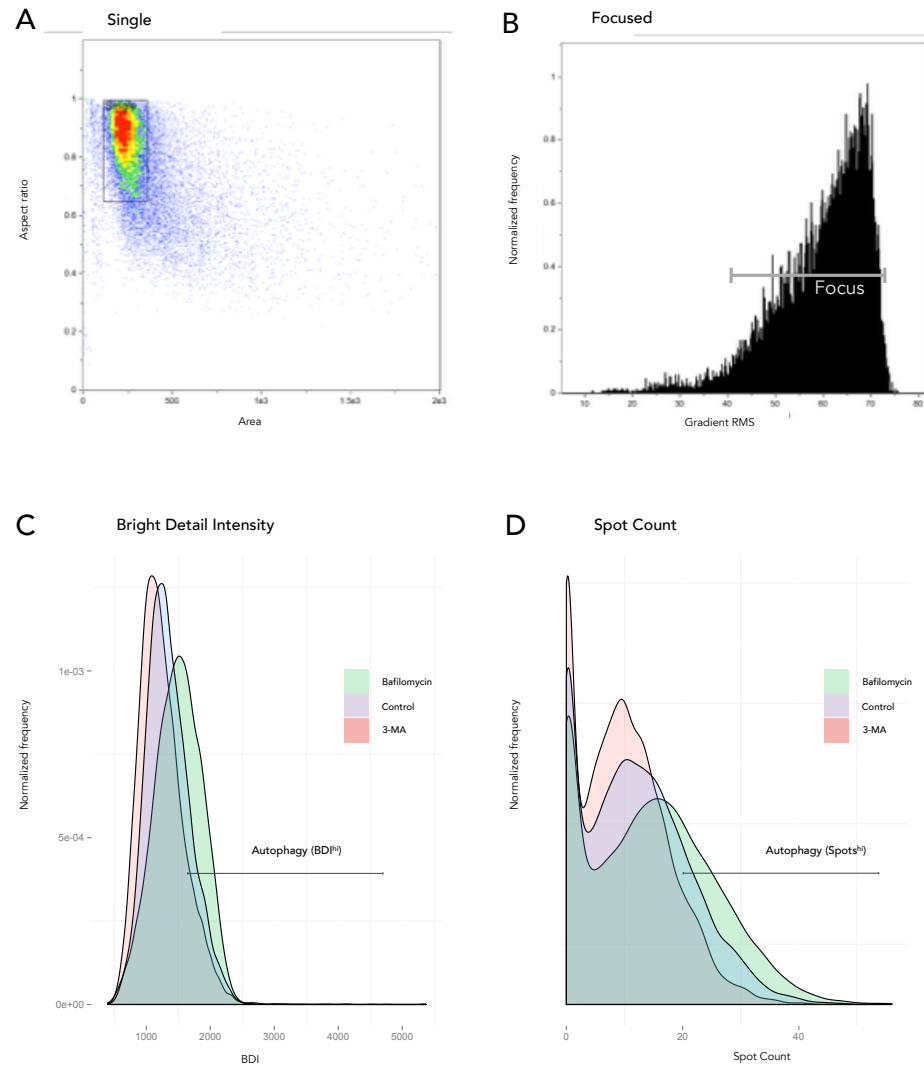 A
Single
Aspect ratio
1
0.8
0.6
0.4
0.2
0
0
500
1e3
1.5e3
2e3
Area
B
Focused
Normalized frequency
1
0.8
0.6
0.4
0.2
0
Focus
10
20
30
40
50
60
70
80
Gradient RMS
C
Bright Detail Intensity
Normalized frequency
1e-03
5e-04
0e+00
Bafilomycin
Control
3-MA
Autophagy (BDIʰⁱ)
1000
2000
3000
4000
5000
BDI
D
Spot Count
Normalized frequency
Bafilomycin
Control
3-MA
Autophagy (Spotsʰⁱ)
0
20
40
Spot Count